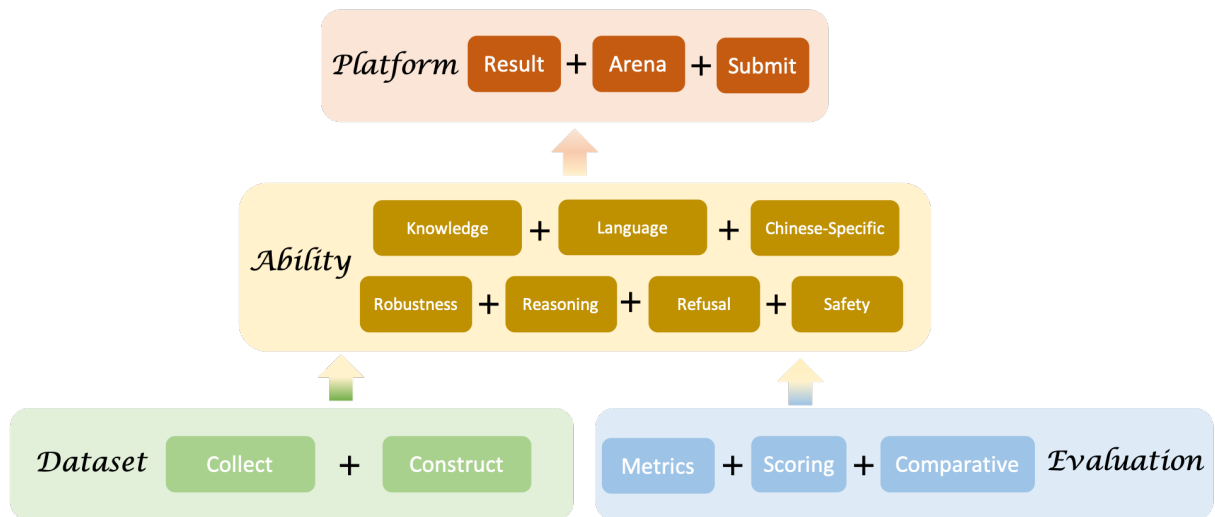 Platform Result + Arena + Submit
Knowledge + Language + Chinese-Specific
Ability
Robustness + Reasoning + Refusal + Safety
Dataset Collect + Construct
Metrics + Scoring + Comparative Evaluation